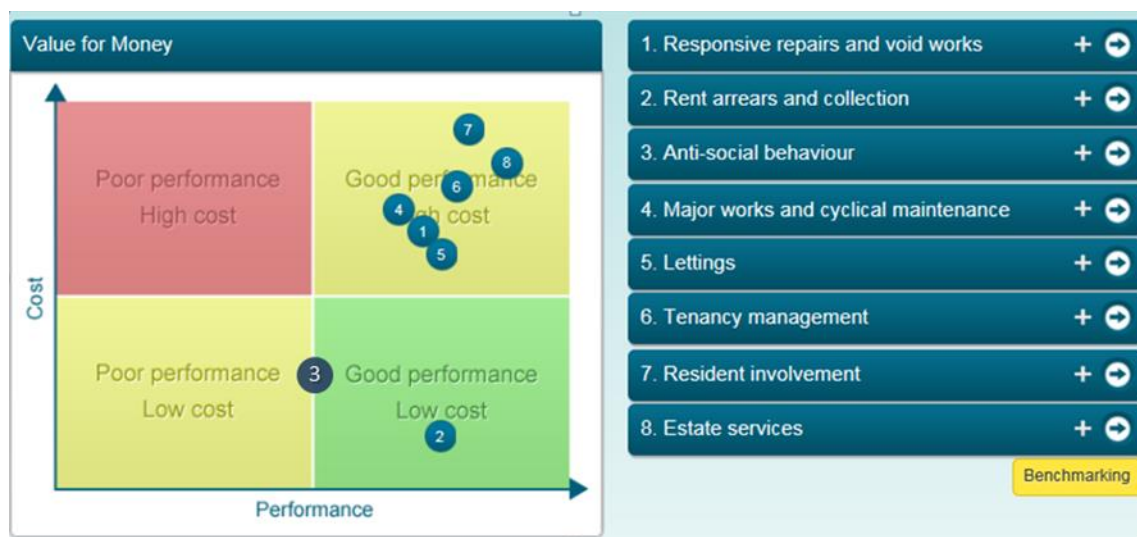 Value for Money
Poor performance
High cost
Good performance
High cost
7
8
6
4
1
5
Cost
Poor performance
Low cost
3
Good performance
Low cost
2
Performance
1. Responsive repairs and void works
2. Rent arrears and collection
3. Anti-social behaviour
4. Major works and cyclical maintenance
5. Lettings
6. Tenancy management
7. Resident involvement
8. Estate services
Benchmarking